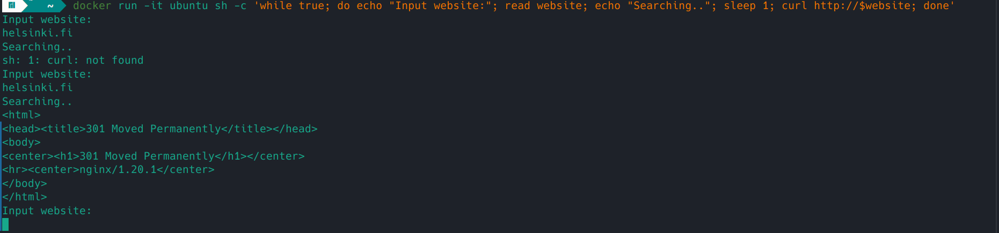 ~ docker run -it ubuntu sh -c 'while true; do echo "Input website:"; read website; echo "Searching.."; sleep 1; curl http://$website; done'
Input website:
helsinki.fi
Searching..
sh: 1: curl: not found
Input website:
helsinki.fi
Searching..
<html>
<head><title>301 Moved Permanently</title></head>
<body>
<center><h1>301 Moved Permanently</h1></center>
<hr><center>nginx/1.20.1</center>
</body>
</html>
Input website: